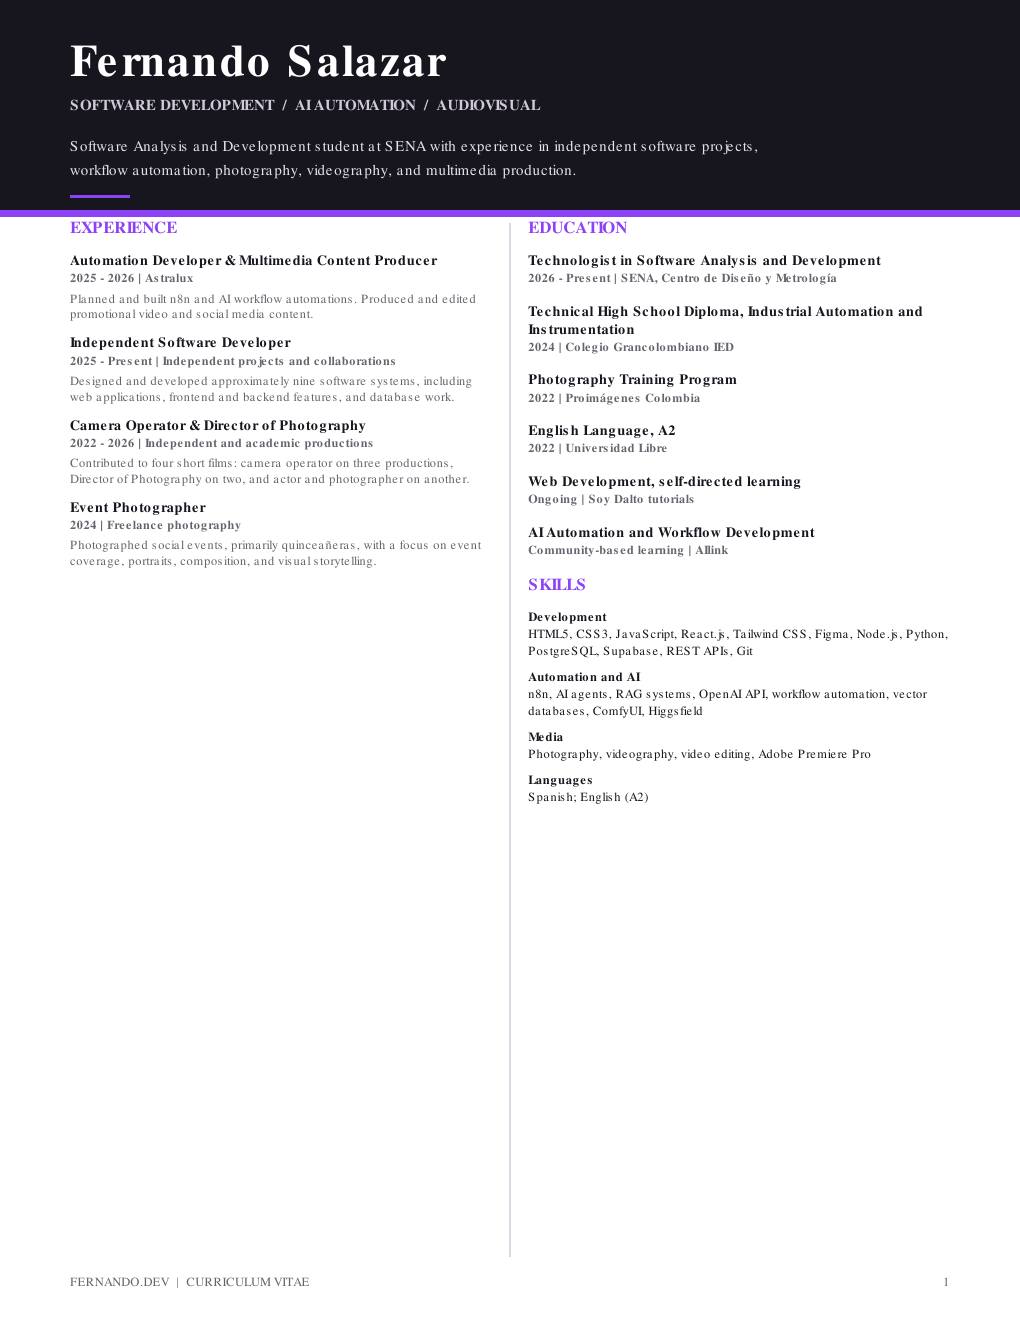 Fernando Salazar
SOFTWARE DEVELOPMENT / AI AUTOMATION / AUDIOVISUAL
Software Analysis and Development student at SENA with experience in independent software projects,
workflow automation, photography, videography, and multimedia production.
EXPERIENCE
Automation Developer & Multimedia Content Producer
2025 - 2026 | Astralux
Planned and built n8n and AI workflow automations. Produced and edited
promotional video and social media content.
Independent Software Developer
2025 - Present | Independent projects and collaborations
Designed and developed approximately nine software systems, including
web applications, frontend and backend features, and database work.
Camera Operator & Director of Photography
2022 - 2026 | Independent and academic productions
Contributed to four short films: camera operator on three productions,
Director of Photography on two, and actor and photographer on another.
Event Photographer
2024 | Freelance photography
Photographed social events, primarily quinceañeras, with a focus on event
coverage, portraits, composition, and visual storytelling.
EDUCATION
Technologist in Software Analysis and Development
2026 - Present | SENA, Centro de Diseño y Metrología
Technical High School Diploma, Industrial Automation and
Instrumentation
2024 | Colegio Grancolombiano IED
Photography Training Program
2022 | Proimágenes Colombia
English Language, A2
2022 | Universidad Libre
Web Development, self-directed learning
Ongoing | Soy Dalto tutorials
AI Automation and Workflow Development
Community-based learning | AIlink
SKILLS
Development
HTML5, CSS3, JavaScript, React.js, Tailwind CSS, Figma, Node.js, Python,
PostgreSQL, Supabase, REST APIs, Git
Automation and AI
n8n, AI agents, RAG systems, OpenAI API, workflow automation, vector
databases, ComfyUI, Higgsfield
Media
Photography, videography, video editing, Adobe Premiere Pro
Languages
Spanish; English (A2)
FERNANDO.DEV | CURRICULUM VITAE
1